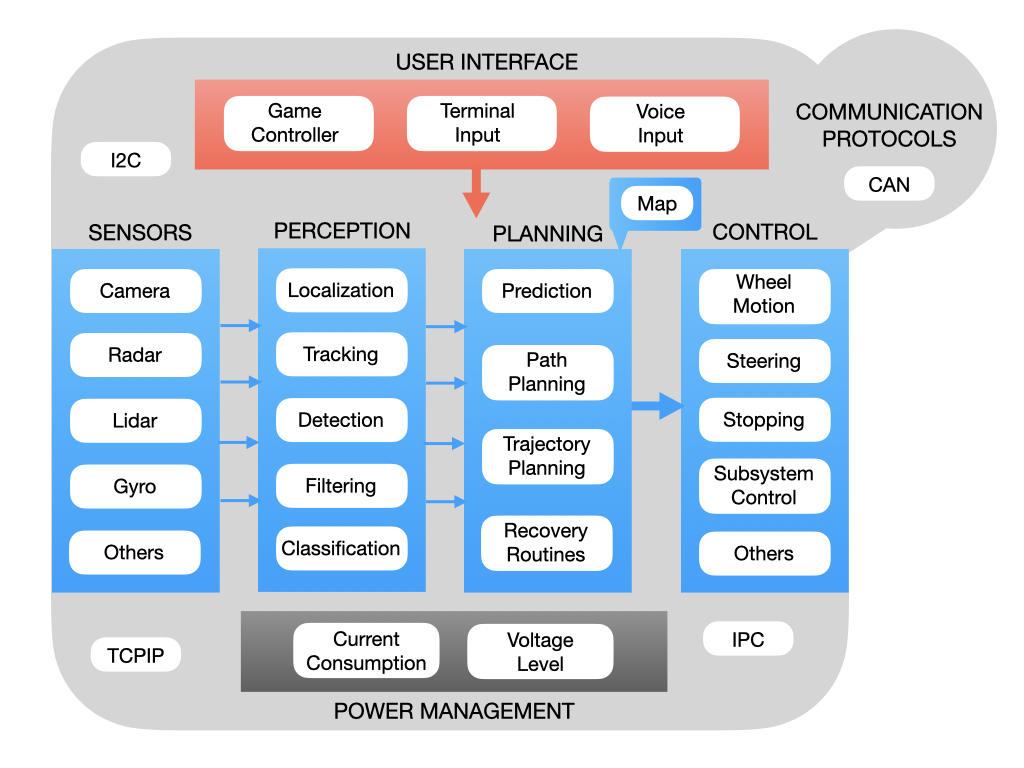 USER INTERFACE
Game
Controller
Terminal
Input
Voice
Input
COMMUNICATION
PROTOCOLS
I2C
CAN
Map
SENSORS
Camera
Radar
Lidar
Gyro
Others
PERCEPTION
Localization
Tracking
Detection
Filtering
Classification
PLANNING
Prediction
Path
Planning
Trajectory
Planning
Recovery
Routines
CONTROL
Wheel
Motion
Steering
Stopping
Subsystem
Control
Others
TCPIP
Current
Consumption
Voltage
Level
IPC
POWER MANAGEMENT